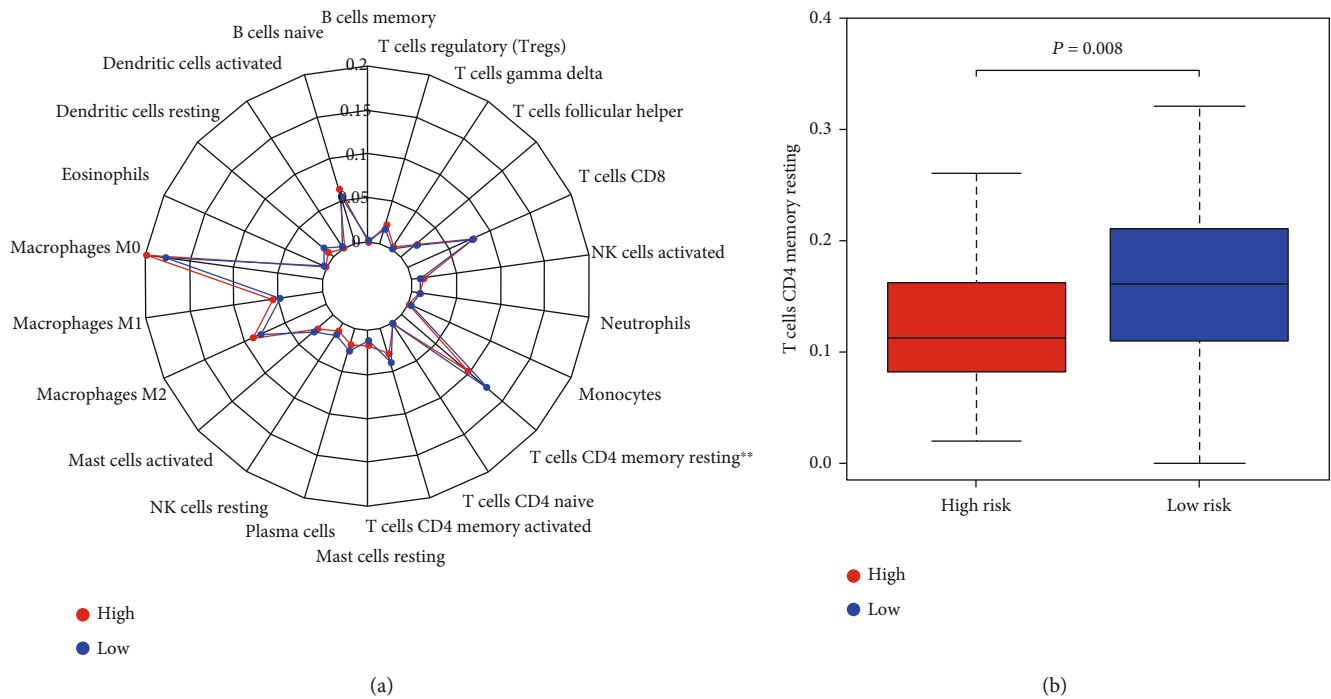 B cells memory
B cells naive
T cells regulatory (Tregs)
Dendritic cells activated
T cells gamma delta
Dendritic cells resting
T cells follicular helper
Eosinophils
T cells CD8
Macrophages M0
NK cells activated
Macrophages M1
Neutrophils
Macrophages M2
Monocytes
Mast cells activated
T cells CD4 memory resting**
NK cells resting
T cells CD4 naive
Plasma cells
T cells CD4 memory activated
Mast cells resting
0.2
0.15
0.1
0.05
0
High
Low
(a)
P = 0.008
T cells CD4 memory resting
0.4
0.3
0.2
0.1
0.0
High risk
Low risk
High
Low
(b)